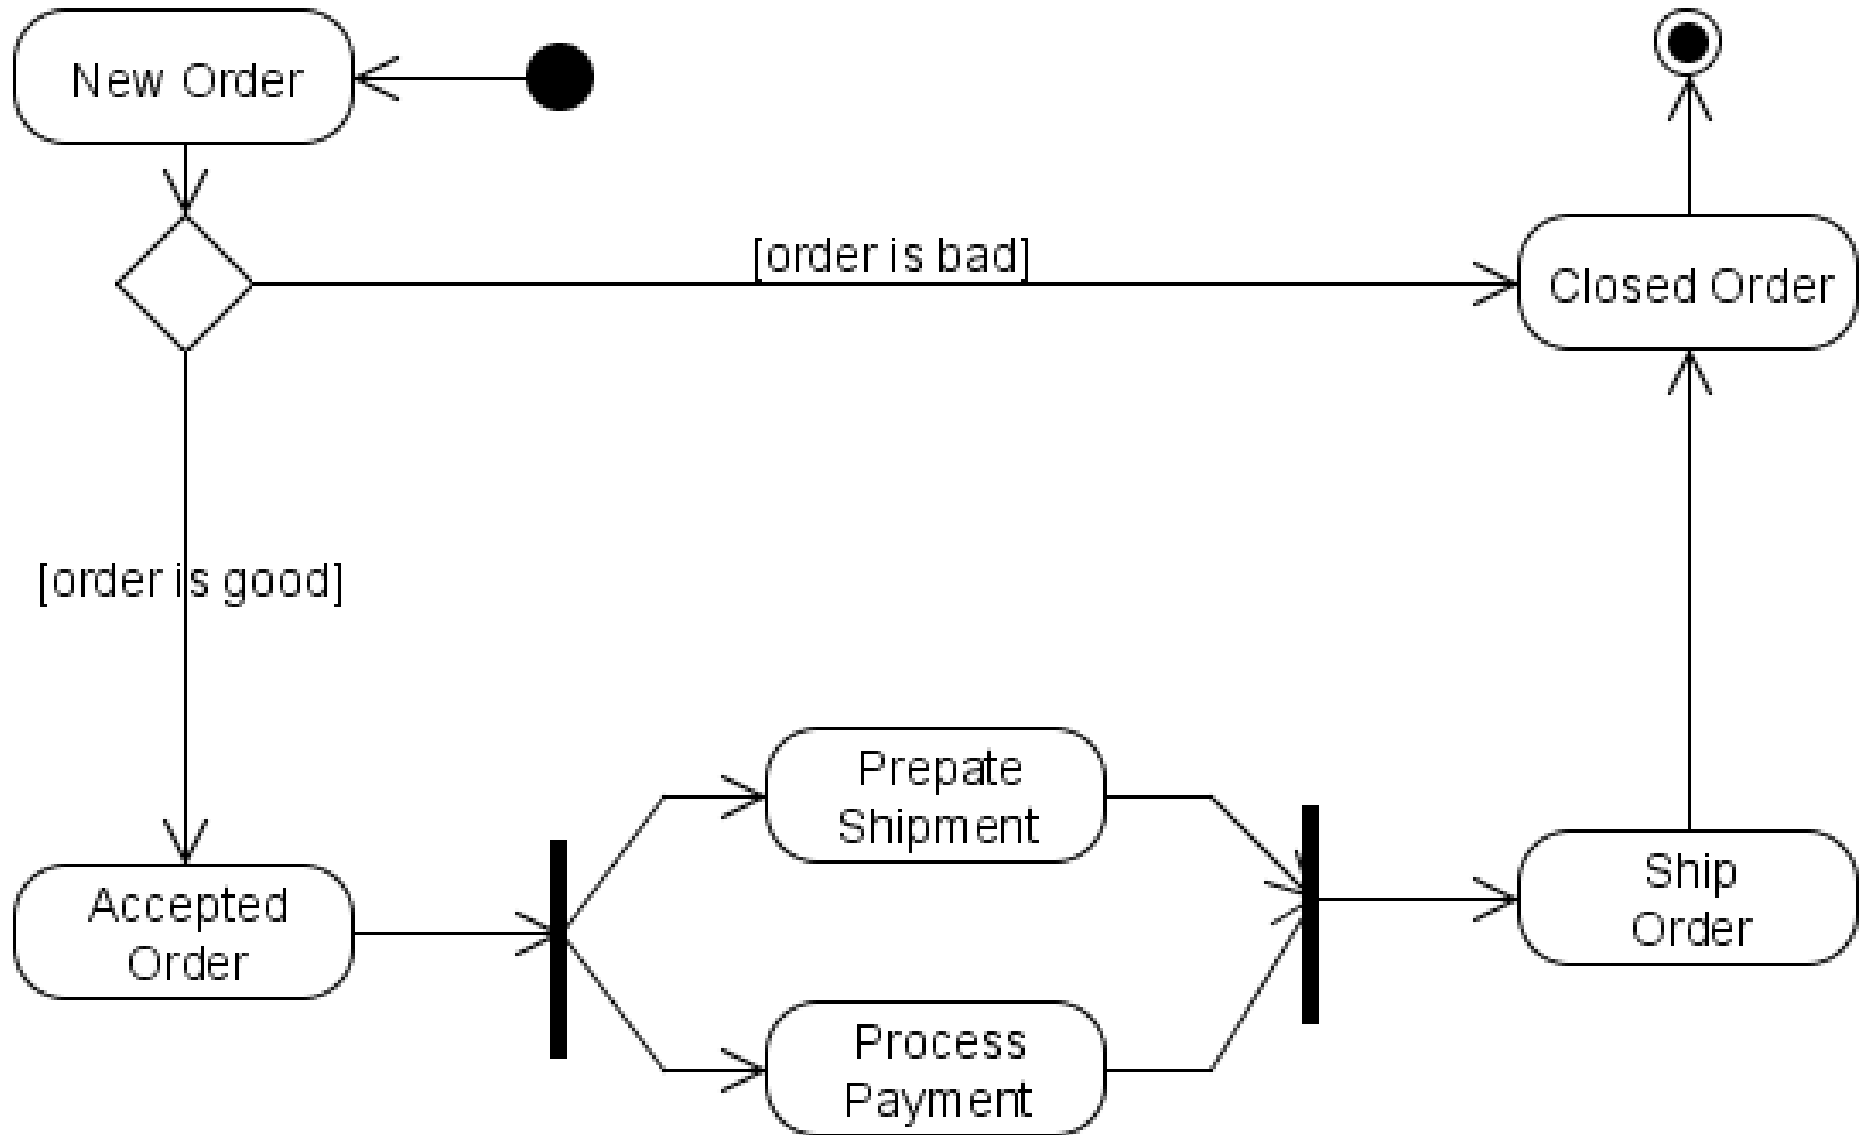 New Order
[order is bad]
Closed Order
[order is good]
Prepate
Shipment
Accepted
Order
Ship
Order
Process
Payment